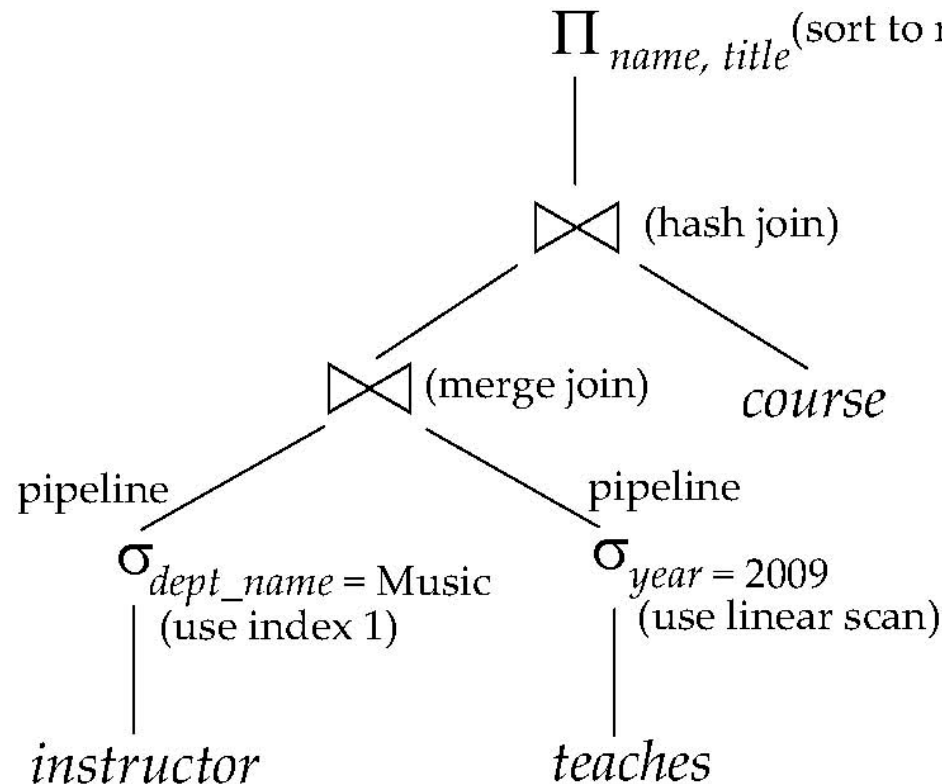 Π name, title (sort to
(hash join)
(merge join)
course
pipeline
pipeline
σ dept_name = Music
σ year = 2009
(use index 1)
(use linear scan)
instructor
teaches